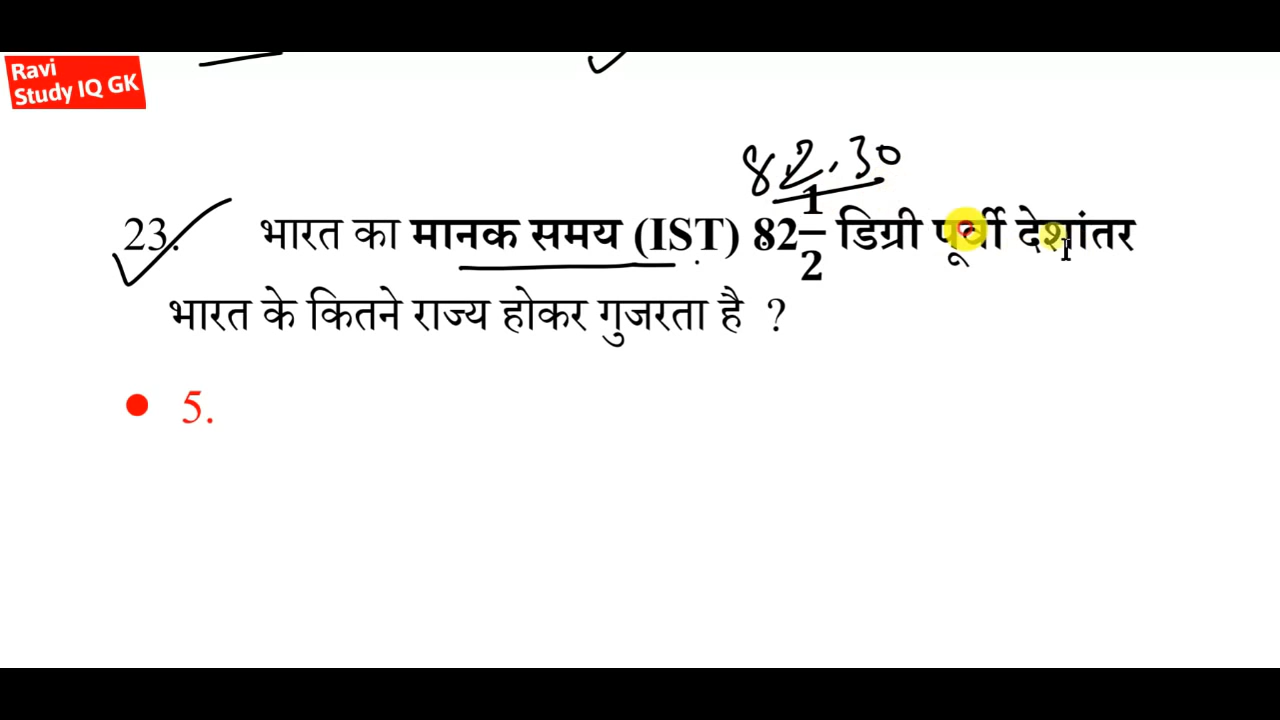 Ravi
Study IQ GK
82.30
23. भारत का मानक समय (IST) 82 1/2 डिग्री पूर्वी देशांतर
भारत के कितने राज्य होकर गुजरता है ?
• 5.